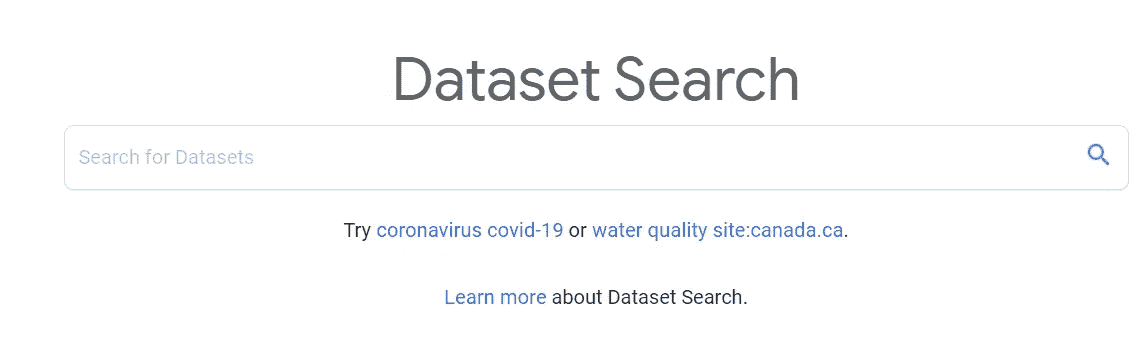 Dataset Search
Search for Datasets
Try coronavirus covid-19 or water quality site:canada.ca.
Learn more about Dataset Search.